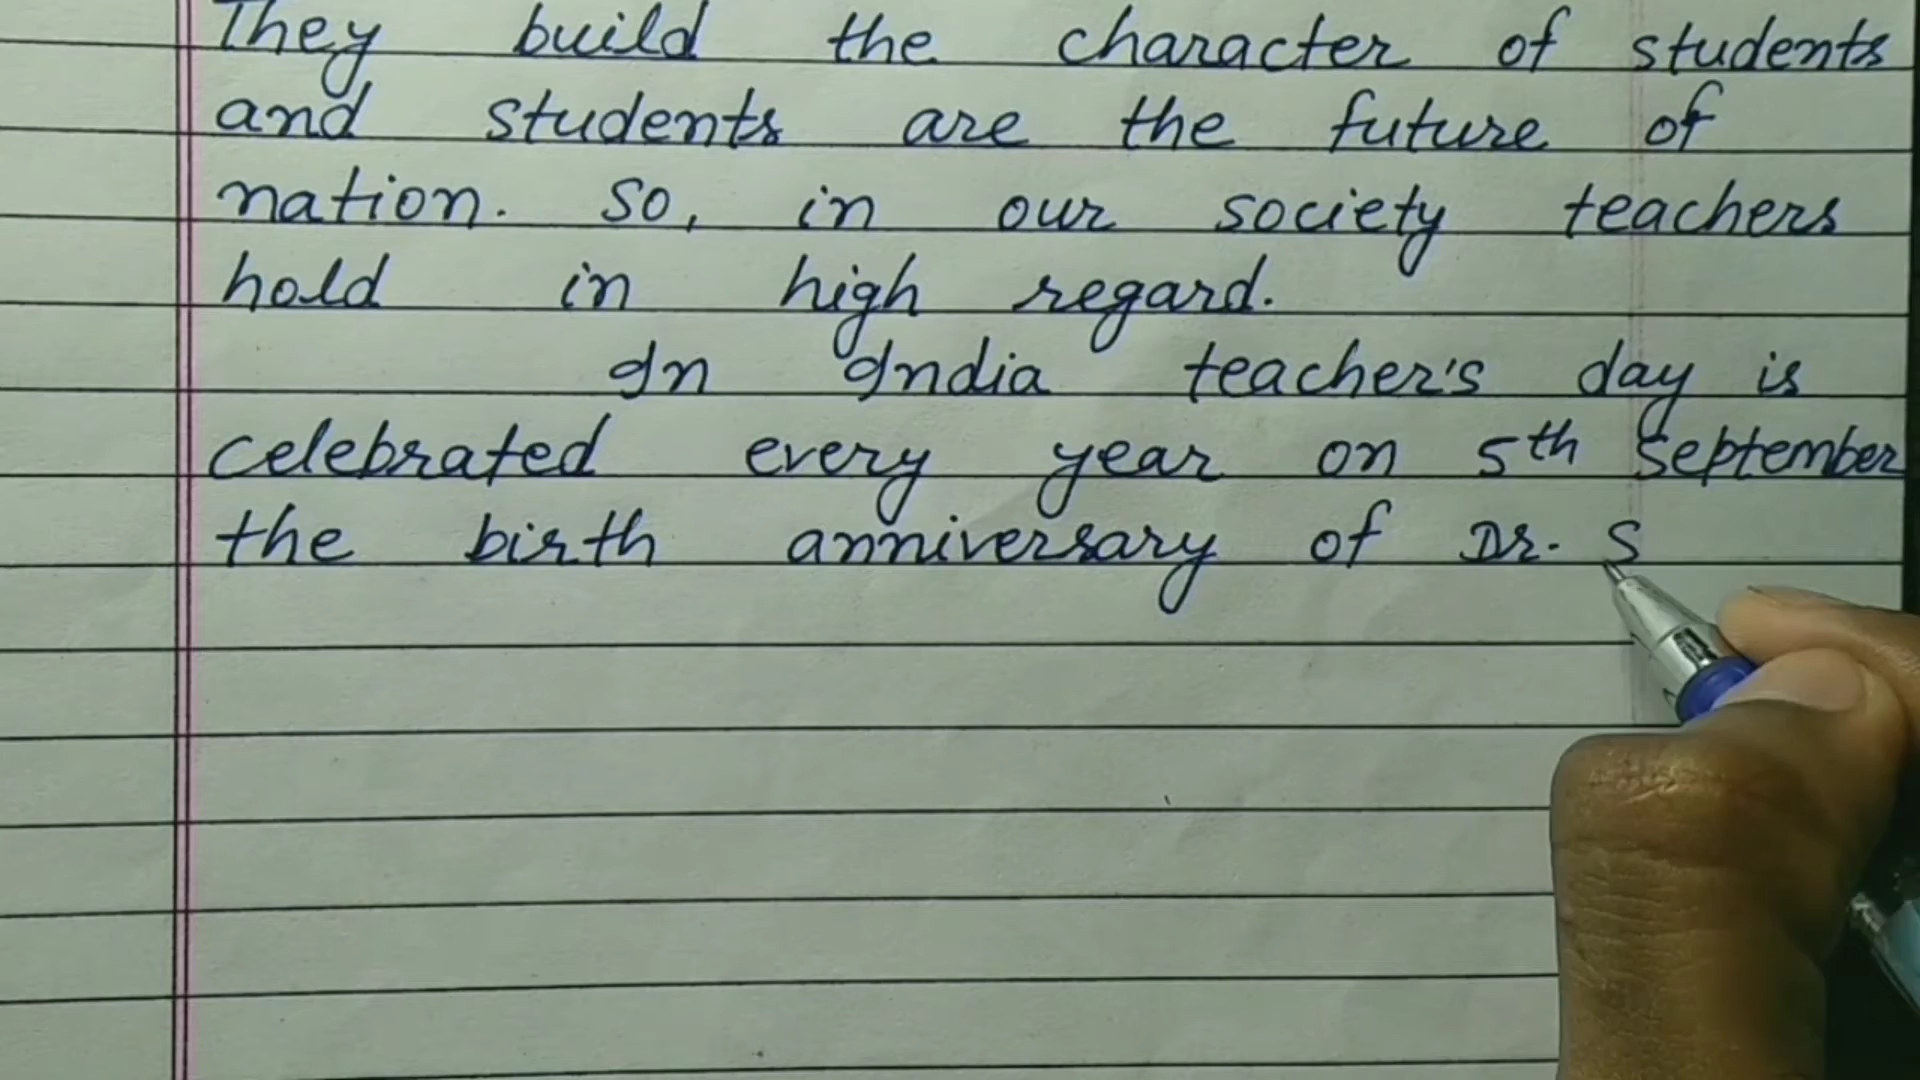 They build the character of students
and students are the future of
nation. So, in our society teachers
hold in high regard.
In India teacher's day is
celebrated every year on 5th September
the birth anniversary of Dr. S